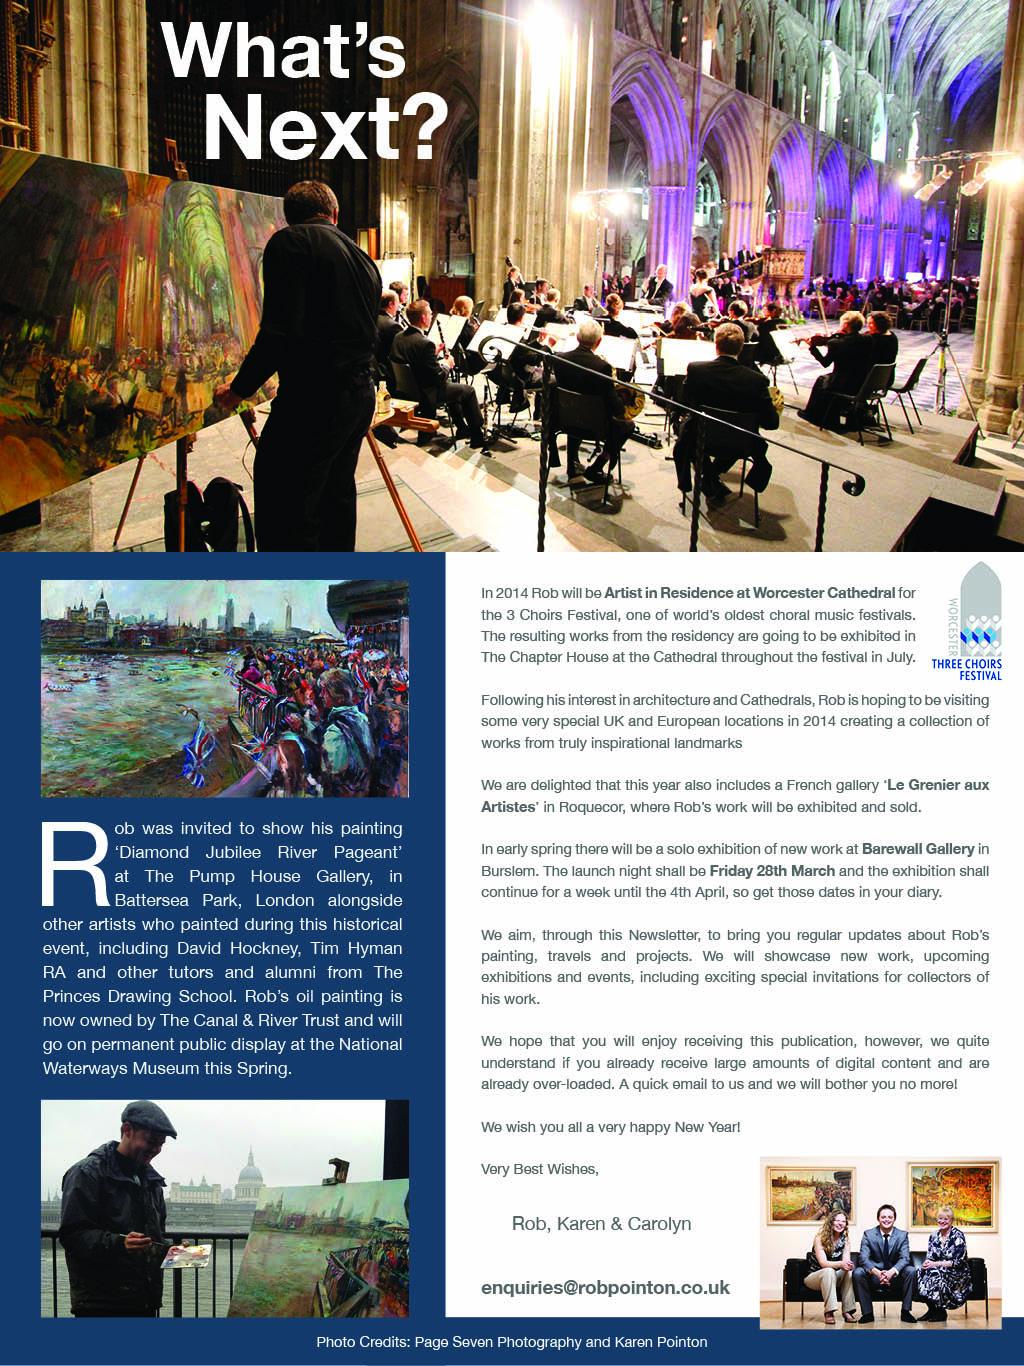 What's
Next?
Rob was invited to show his painting
'Diamond Jubilee River Pageant'
at The Pump House Gallery, in
Battersea Park, London alongside
other artists who painted during this historical
event, including David Hockney, Tim Hyman
RA and other tutors and alumni from The
Princes Drawing School. Rob's oil painting is
now owned by The Canal & River Trust and will
go on permanent public display at the National
Waterways Museum this Spring.
In 2014 Rob will be Artist in Residence at Worcester Cathedral for
the 3 Choirs Festival, one of world's oldest choral music festivals.
The resulting works from the residency are going to be exhibited in
The Chapter House at the Cathedral throughout the festival in July.
WORCESTER
THREE CHOIRS
FESTIVAL
Following his interest in architecture and Cathedrals, Rob is hoping to be visiting
some very special UK and European locations in 2014 creating a collection of
works from truly inspirational landmarks
We are delighted that this year also includes a French gallery 'Le Grenier aux
Artistes' in Roquecor, where Rob's work will be exhibited and sold.
In early spring there will be a solo exhibition of new work at Barewall Gallery in
Burslem. The launch night shall be Friday 28th March and the exhibition shall
continue for a week until the 4th April, so get those dates in your diary.
We aim, through this Newsletter, to bring you regular updates about Rob's
painting, travels and projects. We will showcase new work, upcoming
exhibitions and events, including exciting special invitations for collectors of
his work.
We hope that you will enjoy receiving this publication, however, we quite
understand if you already receive large amounts of digital content and are
already over-loaded. A quick email to us and we will bother you no more!
We wish you all a very happy New Year!
Very Best Wishes,
Rob, Karen & Carolyn
enquiries@robpointon.co.uk
Photo Credits: Page Seven Photography and Karen Pointon